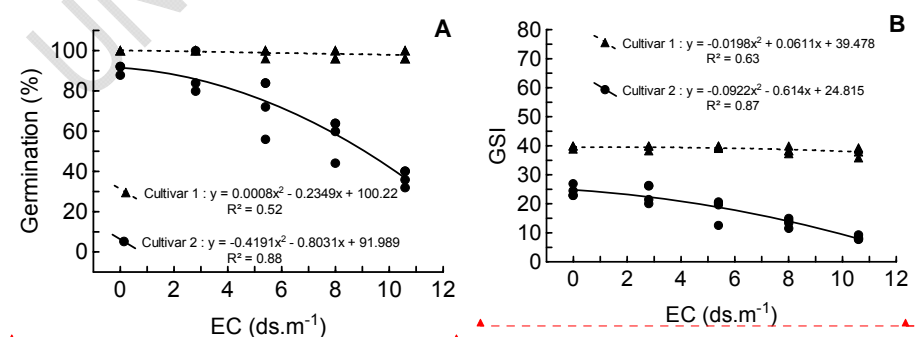 UN
A
100
80
60
40
20
0
Germination (%)
Cultivar 1 : y = 0.0008x² - 0.2349x + 100.22
R² = 0.52
Cultivar 2 : y = -0.4191x² - 0.8031x + 91.989
R² = 0.88
0 2 4 6 8 10 12
EC (ds.m⁻¹)
B
80
70
60
50
40
30
20
10
0
GSI
Cultivar 1 : y = -0.0198x² + 0.0611x + 39.478
R² = 0.63
Cultivar 2 : y = -0.0922x² - 0.614x + 24.815
R² = 0.87
0 2 4 6 8 10 12
EC (ds.m⁻¹)